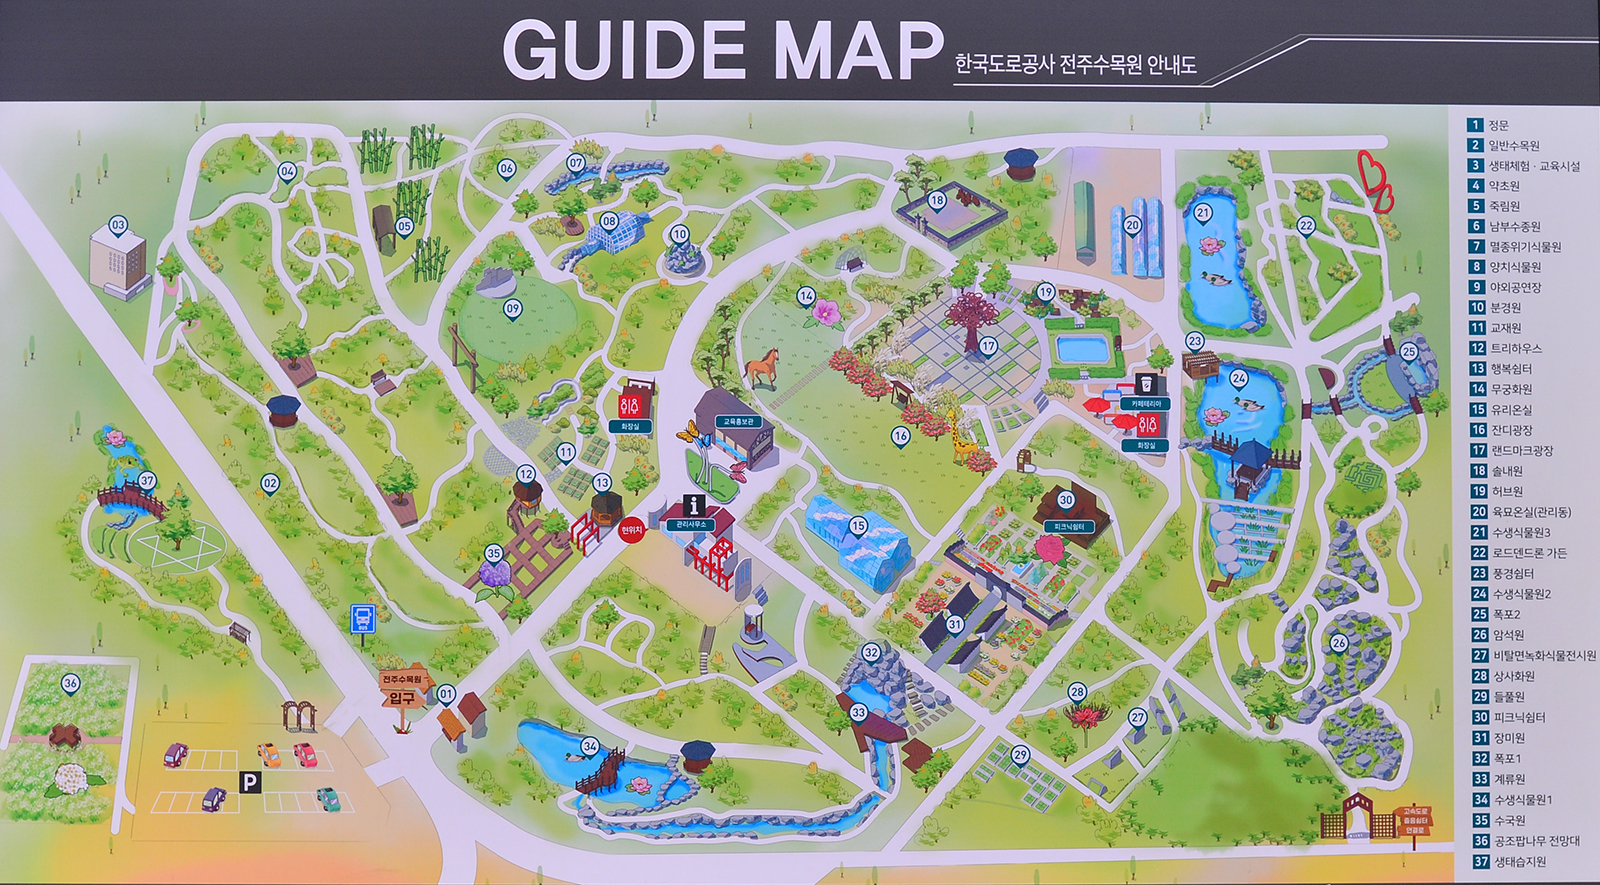 GUIDE MAP
한국도로공사 전주수목원 안내도
1 정문
2 일반수목원
3 생태체험 · 교육시설
4 약초원
5 죽림원
6 남부수종원
7 멸종위기식물원
8 양치식물원
9 야외공연장
10 분경원
11 교재원
12 트리하우스
13 행복쉼터
14 무궁화원
15 유리온실
16 잔디광장
17 랜드마크광장
18 솔내원
19 허브원
20 육묘온실(관리동)
21 수생식물원3
22 로드덴드론 가든
23 풍경쉼터
24 수생식물원2
25 폭포2
26 암석원
27 비탈면녹화식물전시원
28 상사화원
29 들풀원
30 피크닉쉼터
31 장미원
32 폭포1
33 계류원
34 수생식물원1
35 수국원
36 공조팝나무 전망대
37 생태습지원
04
06
07
05
03
08
10
18
20
21
22
09
14
19
17
23
25
24
카페테리아
화장실
화장실
교육홍보관
16
11
02
37
12
13
현위치
i
관리사무소
15
30
피크닉쉼터
35
BUS
31
32
26
36
전주수목원
입구
01
28
33
27
34
29
P
고속도로
졸음쉼터
연결로